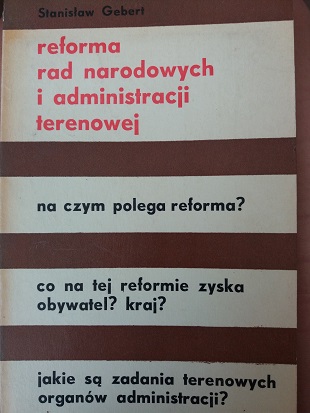 Stanisław Gebert
reforma
rad narodowych
i administracji
terenowej
na czym polega reforma?
co na tej reformie zyska
obywatel? kraj?
jakie są zadania terenowych
organów administracji?